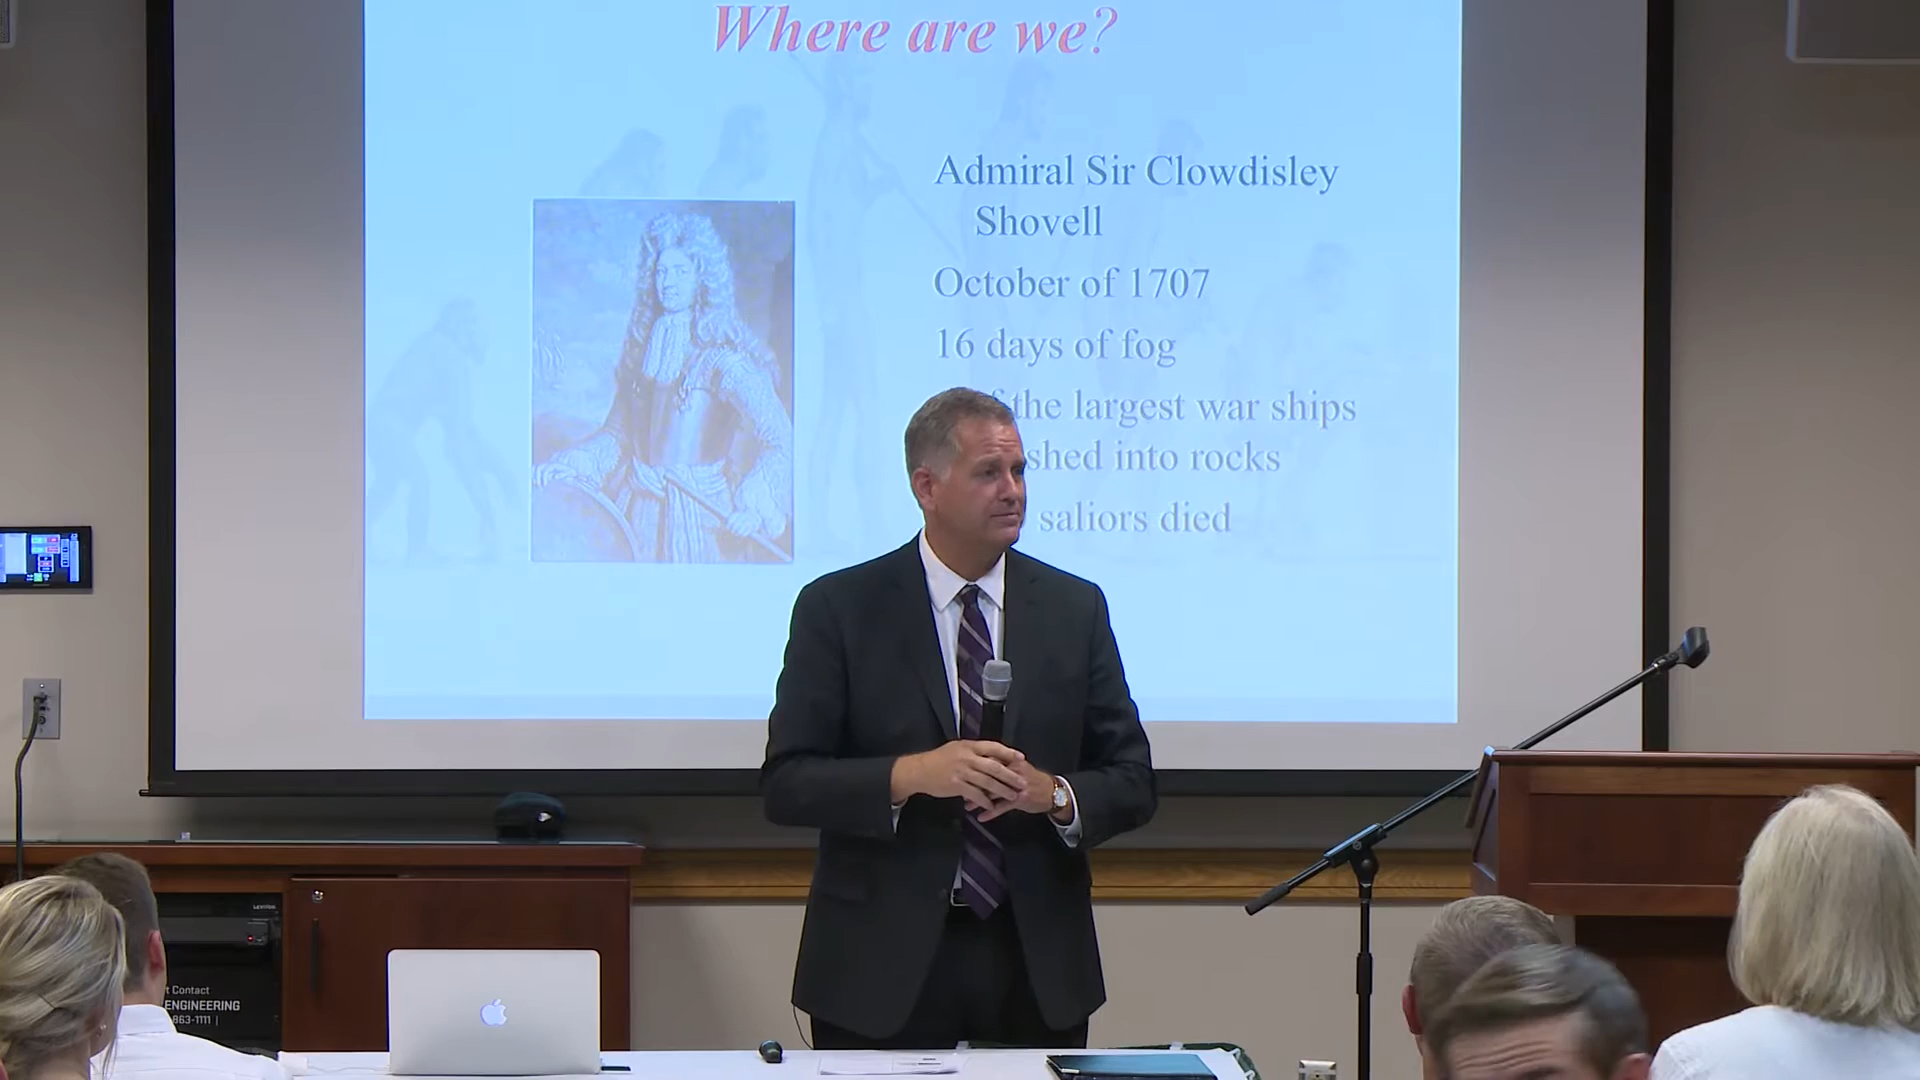 Where are we?
Admiral Sir Clowdisley
Shovell
October of 1707
16 days of fog
the largest war ships
shed into rocks
saliors died
LEVITON
t Contact
ENGINEERING
863-1111 |